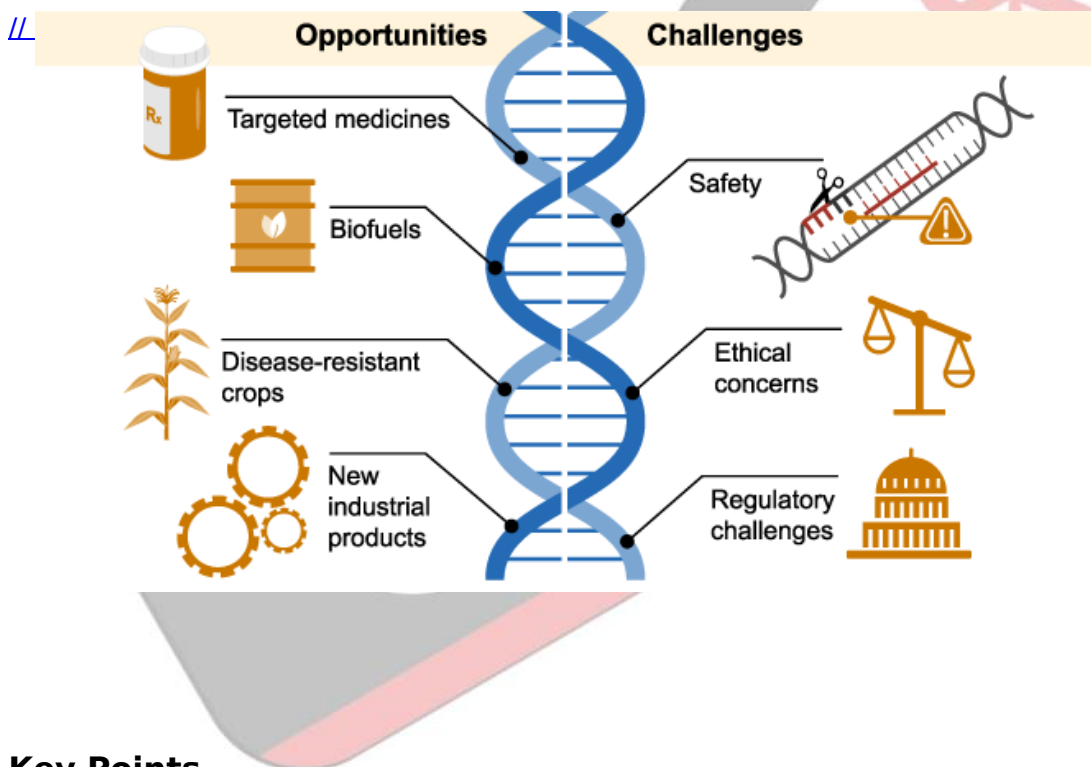 //
Opportunities
Challenges
Rx
Targeted medicines
Safety
Biofuels
Disease-resistant
crops
Ethical
concerns
New
industrial
products
Regulatory
challenges
Key Points